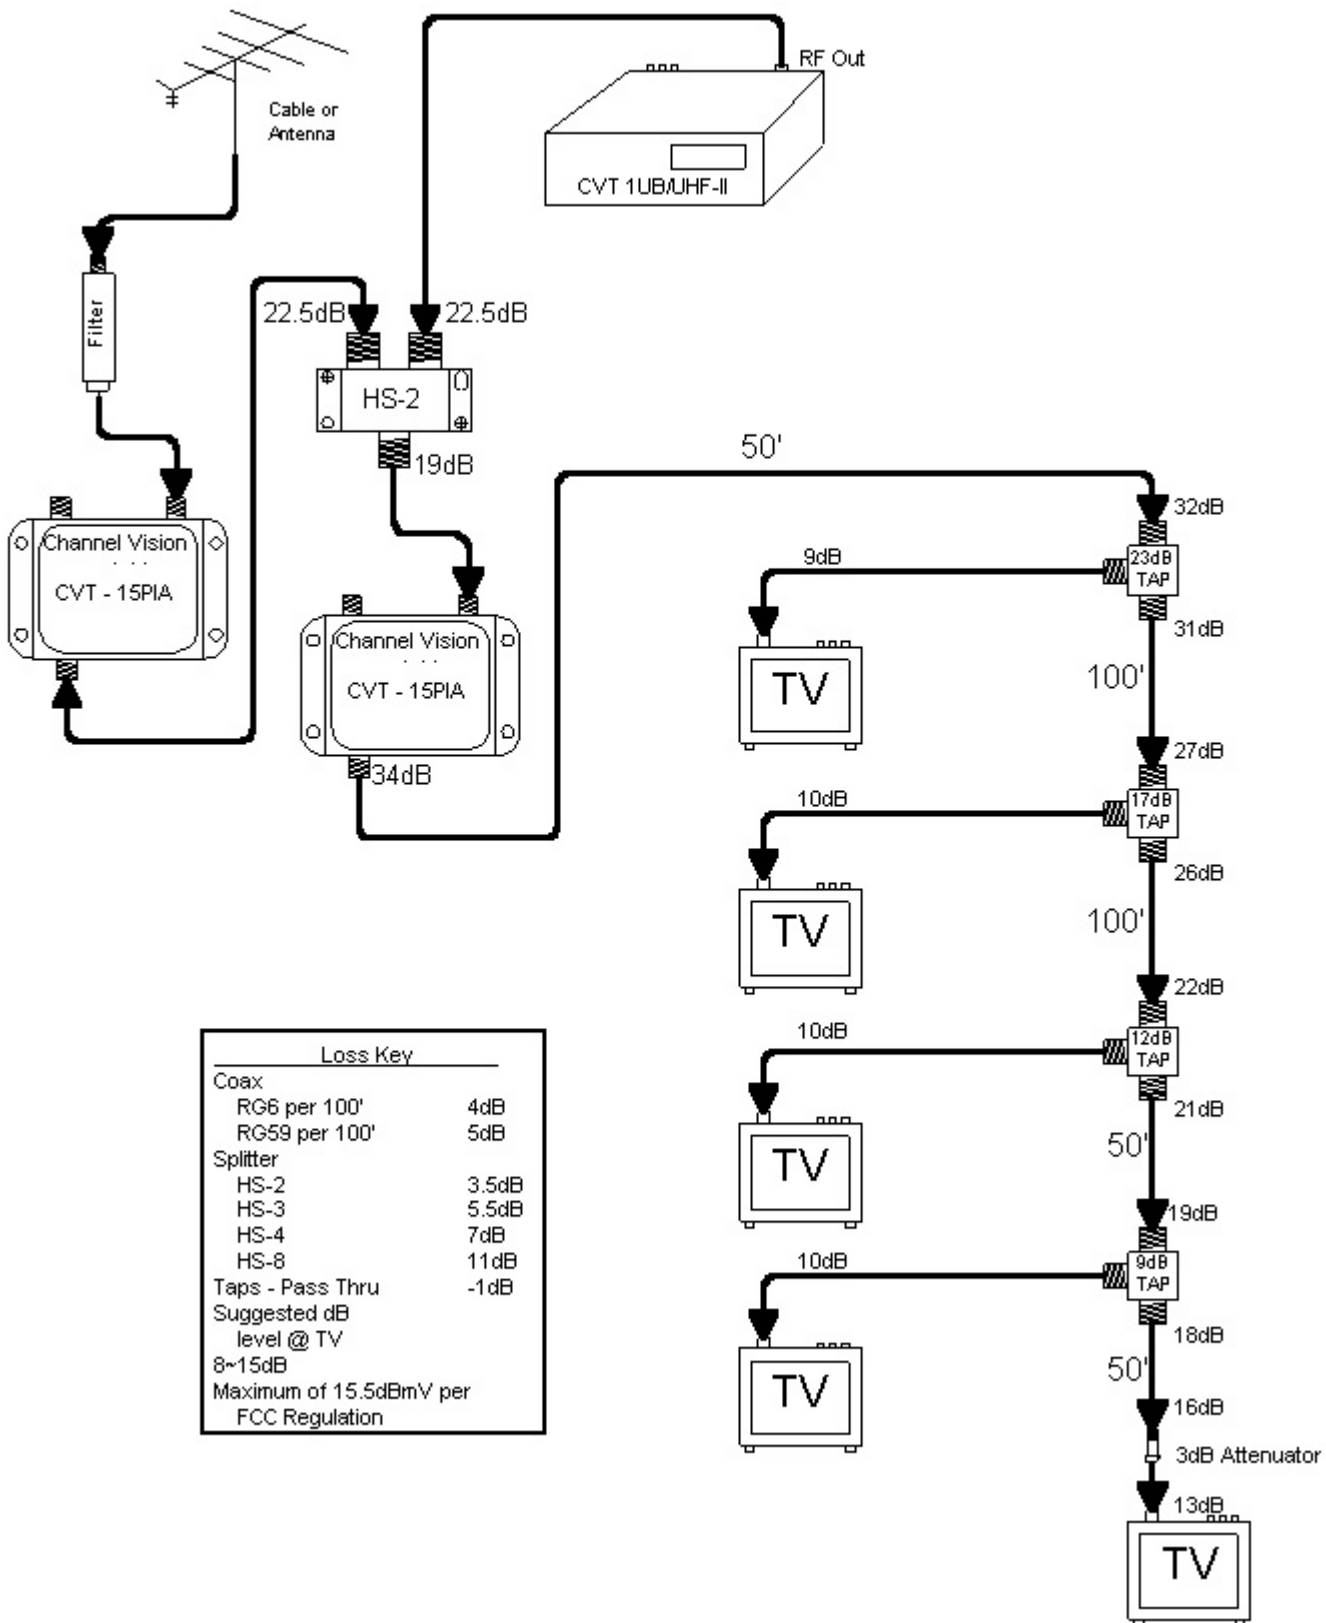 RF Out
Cable or
Antenna
CVT 1UB/UHF-II
Filter
22.5dB
22.5dB
HS-2
19dB
Channel Vision
. . .
CVT - 15PIA
Channel Vision
. . .
CVT - 15PIA
34dB
50'
32dB
23dB
TAP
9dB
TV
31dB
100'
27dB
17dB
TAP
10dB
TV
26dB
100'
22dB
12dB
TAP
10dB
TV
21dB
50'
19dB
9dB
TAP
10dB
TV
18dB
50'
16dB
3dB Attenuator
13dB
TV
Loss Key
Coax
RG6 per 100' 4dB
RG59 per 100' 5dB
Splitter
HS-2 3.5dB
HS-3 5.5dB
HS-4 7dB
HS-8 11dB
Taps - Pass Thru -1dB
Suggested dB
level @ TV
8~15dB
Maximum of 15.5dBmV per
FCC Regulation